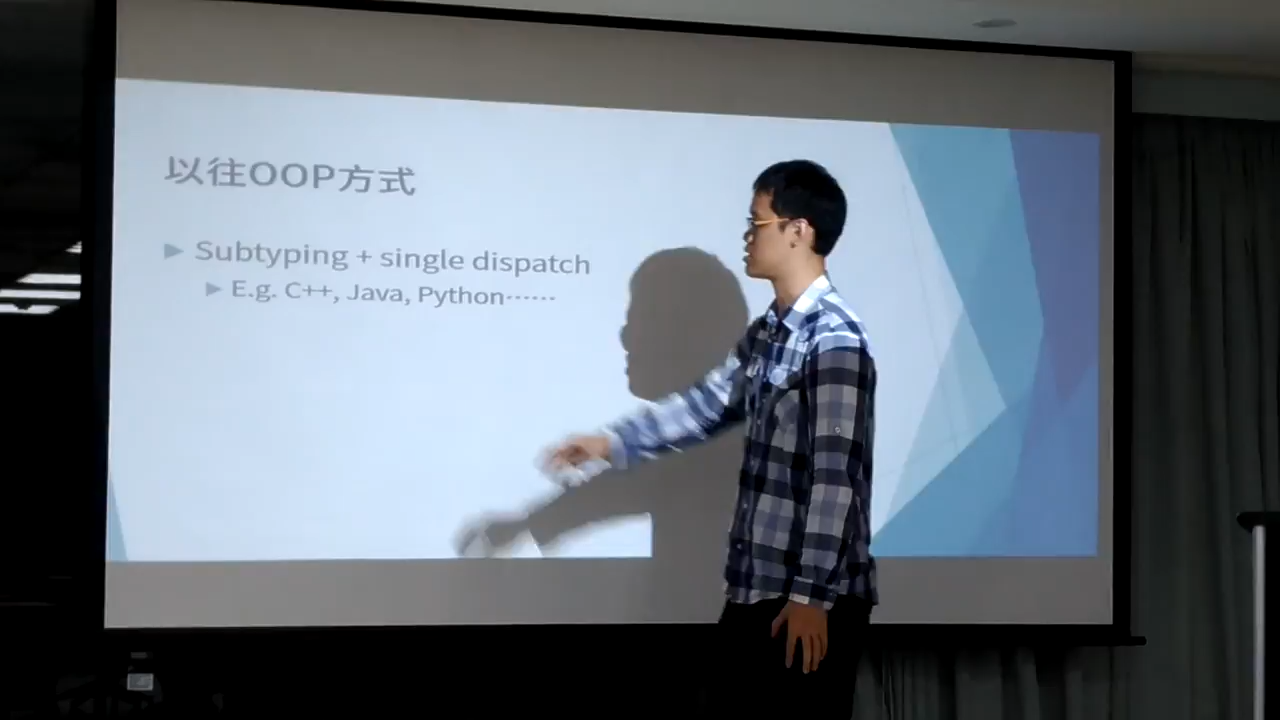 以往OOP方式
Subtyping + single dispatch
E.g. C++, Java, Python······